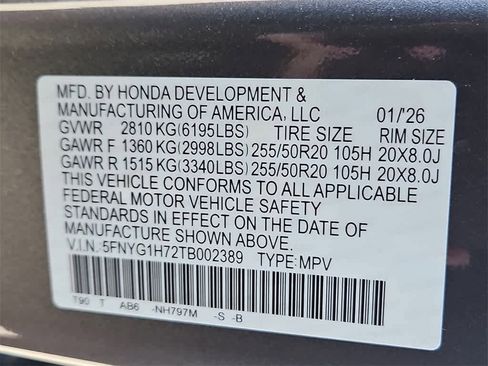 MFD. BY HONDA DEVELOPMENT &
MANUFACTURING OF AMERICA, LLC 01/'26
GVWR 2810 KG(6195LBS) TIRE SIZE RIM SIZE
GAWR F 1360 KG(2998LBS) 255/50R20 105H 20X8.0J
GAWR R 1515 KG(3340LBS) 255/50R20 105H 20X8.0J
THIS VEHICLE CONFORMS TO ALL APPLICABLE
FEDERAL MOTOR VEHICLE SAFETY
STANDARDS IN EFFECT ON THE DATE OF
MANUFACTURE SHOWN ABOVE.
V.I.N.:5FNYG1H72TB002389 TYPE:MPV
T90 T AB6 -NH797M -S -B